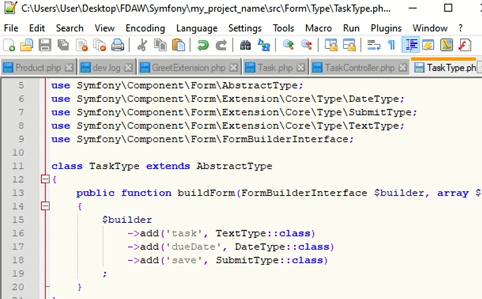 C:\Users\User\Desktop\FDAW\Symfony\my_project_name\src\Form\Type\TaskType.ph...
File Edit Search View Encoding Language Settings Tools Macro Run Plugins Window ?
Product.php dev.log GreetExtension.php Task.php TaskController.php TaskType.ph
5 use Symfony\Component\Form\AbstractType;
6 use Symfony\Component\Form\Extension\Core\Type\DateType;
7 use Symfony\Component\Form\Extension\Core\Type\SubmitType;
8 use Symfony\Component\Form\Extension\Core\Type\TextType;
9 use Symfony\Component\Form\FormBuilderInterface;
10
11 class TaskType extends AbstractType
12 {
13 public function buildForm(FormBuilderInterface $builder, array $
14 {
15 $builder
16 ->add('task', TextType::class)
17 ->add('dueDate', DateType::class)
18 ->add('save', SubmitType::class)
19 ;
20 }